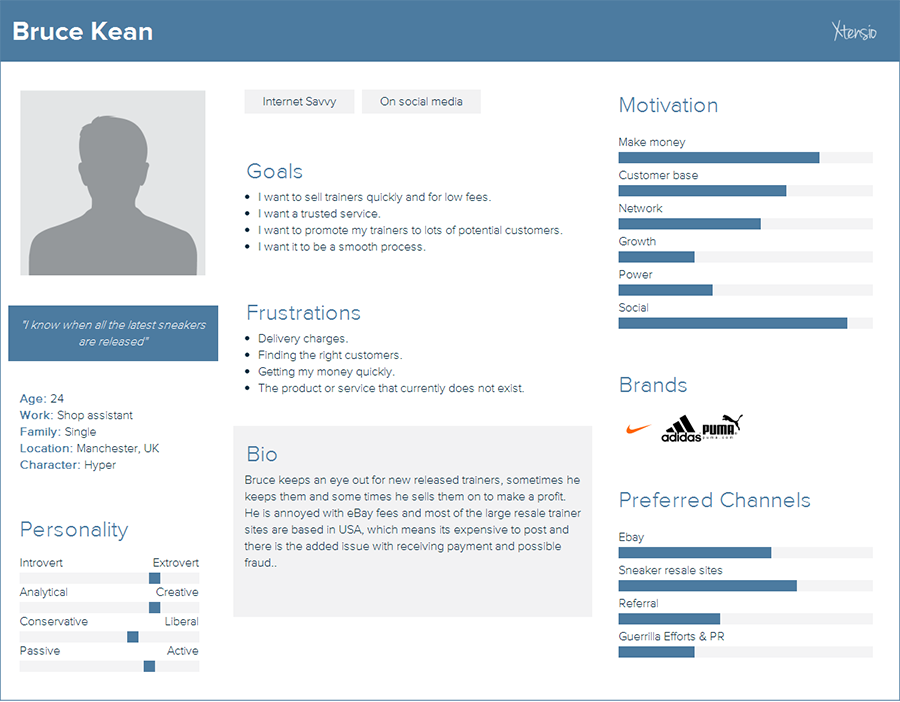 Bruce Kean
Xtensio
Internet Savvy
On social media
Goals
I want to sell trainers quickly and for low fees.
I want a trusted service.
I want to promote my trainers to lots of potential customers.
I want it to be a smooth process.
Frustrations
Delivery charges.
Finding the right customers.
Getting my money quickly.
The product or service that currently does not exist.
Bio
Bruce keeps an eye out for new released trainers, sometimes he
keeps them and some times he sells them on to make a profit.
He is annoyed with eBay fees and most of the large resale trainer
sites are based in USA, which means its expensive to post and
there is the added issue with receiving payment and possible
fraud..
"I know when all the latest sneakers
are released"
Age: 24
Work: Shop assistant
Family: Single
Location: Manchester, UK
Character: Hyper
Personality
Introvert Extrovert
Analytical Creative
Conservative Liberal
Passive Active
Motivation
Make money
Customer base
Network
Growth
Power
Social
Brands
adidas
PUMA
puma.com
Preferred Channels
Ebay
Sneaker resale sites
Referral
Guerrilla Efforts & PR